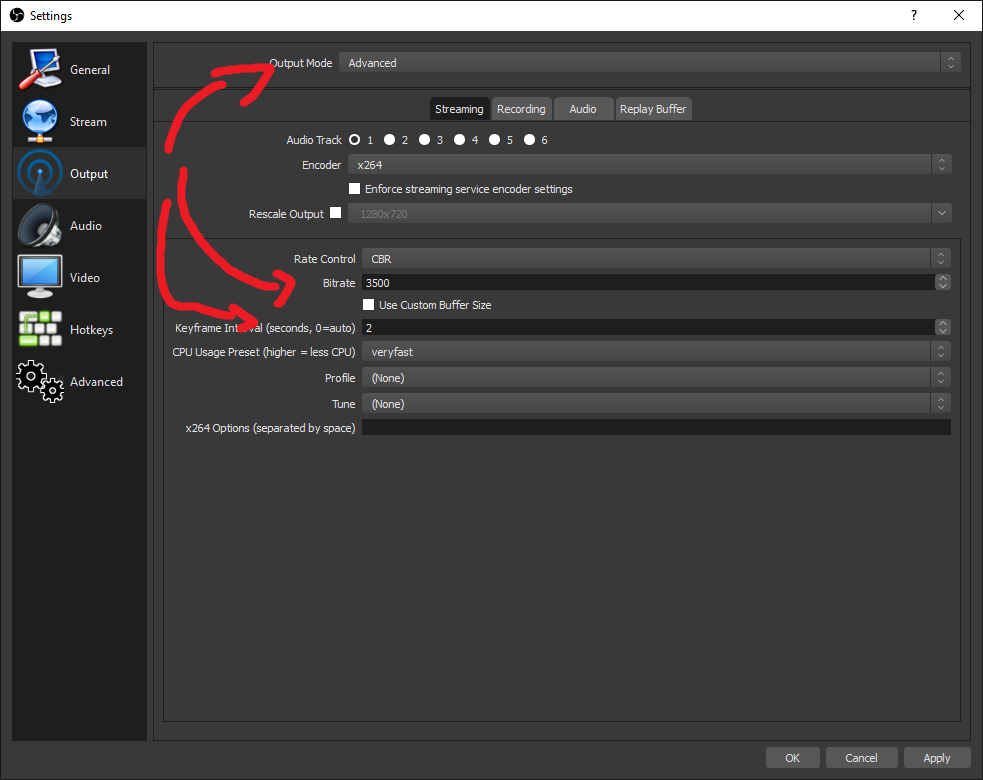 Settings
?
General
Stream
Output
Audio
Video
Hotkeys
Advanced
Output Mode Advanced
Streaming Recording Audio Replay Buffer
Audio Track 1 2 3 4 5 6
Encoder x264
Enforce streaming service encoder settings
Rescale Output 1280x720
Rate Control CBR
Bitrate 3500
Use Custom Buffer Size
Keyframe (seconds, 0=auto) 2
CPU Usage Preset (higher = less CPU) veryfast
Profile (None)
Tune (None)
x264 Options (separated by space)
OK Cancel Apply